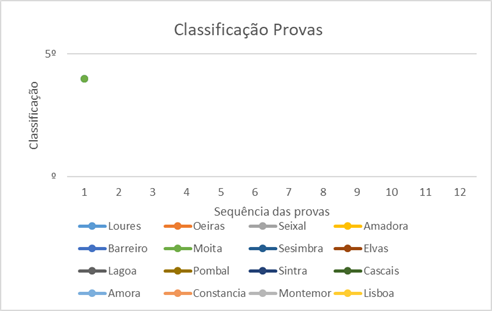 Classificação Provas
5º
Classificação
º
1 2 3 4 5 6 7 8 9 10 11 12
Sequência das provas
Loures Oeiras Seixal Amadora
Barreiro Moita Sesimbra Elvas
Lagoa Pombal Sintra Cascais
Amora Constancia Montemor Lisboa